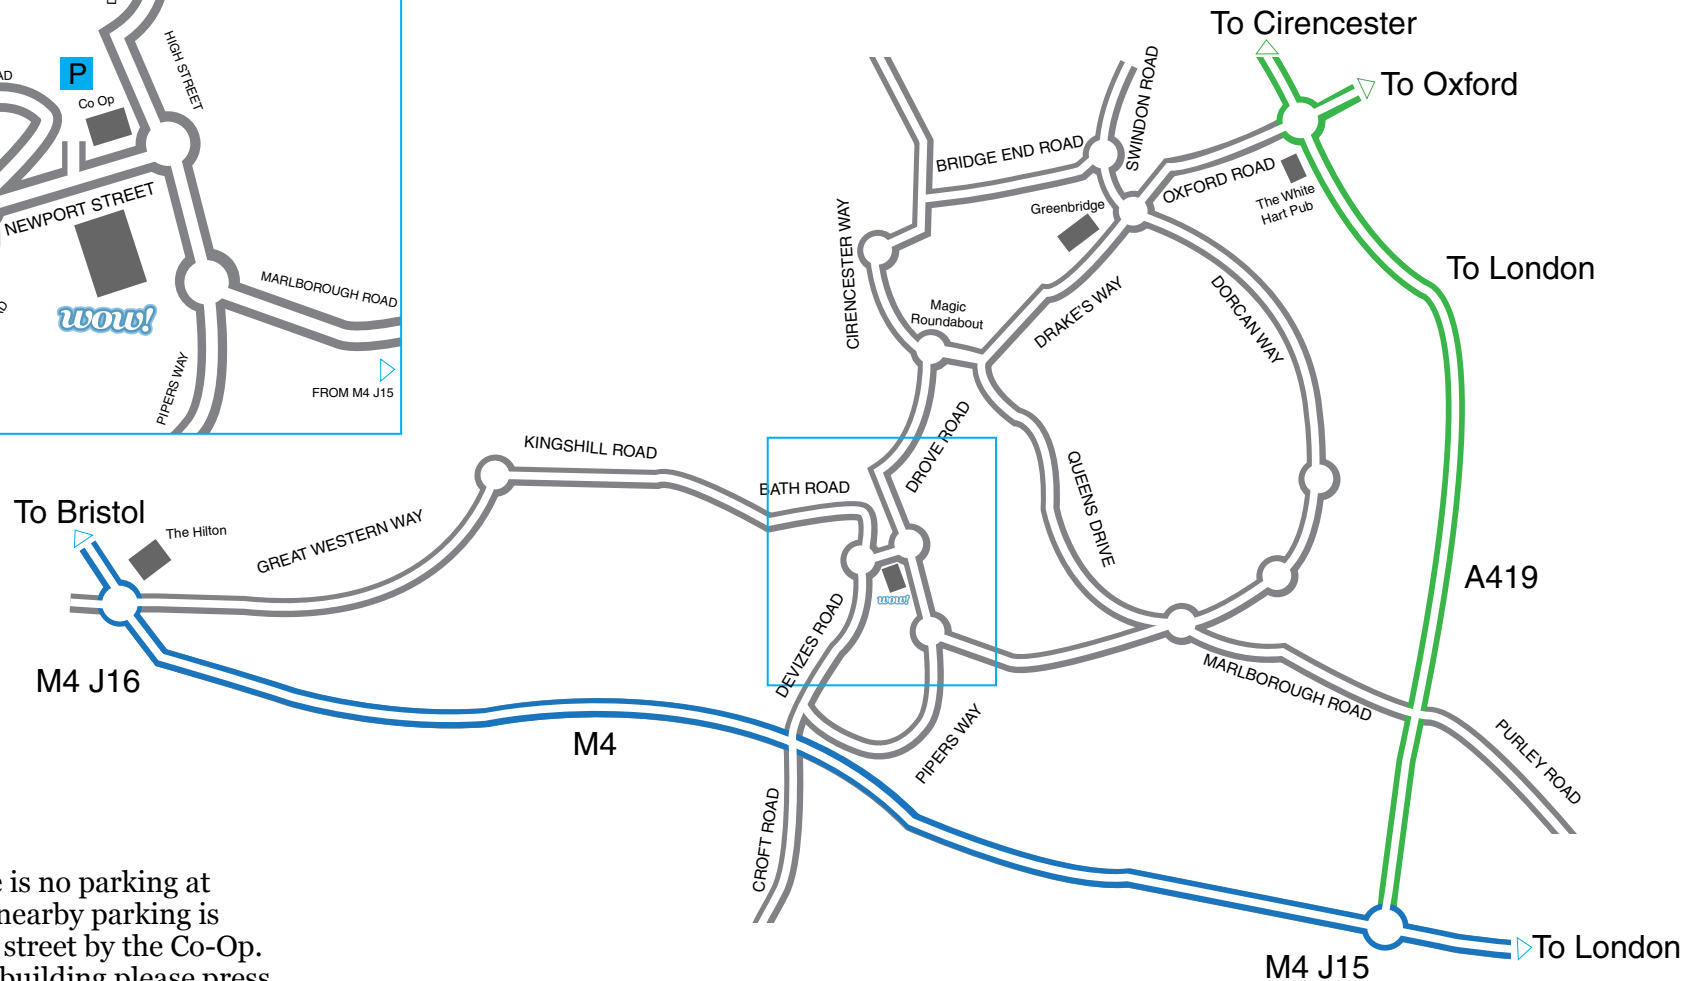 HIGH STREET
P
Co Op
NEWPORT STREET
wow!
MARLBOROUGH ROAD
PIPERS WAY
FROM M4 J15
To Cirencester
To Oxford
SWINDON ROAD
BRIDGE END ROAD
OXFORD ROAD
Greenbridge
The White
Hart Pub
CIRENCESTER WAY
To London
Magic
Roundabout
DRAKE'S WAY
DORCAN WAY
KINGSHILL ROAD
BATH ROAD
DROVE ROAD
QUEENS DRIVE
To Bristol
The Hilton
GREAT WESTERN WAY
A419
wow!
DEVIZES ROAD
M4 J16
MARLBOROUGH ROAD
M4
PIPERS WAY
PURLEY ROAD
CROFT ROAD
is no parking at
nearby parking is
street by the Co-Op.
building please press
M4 J15
To London